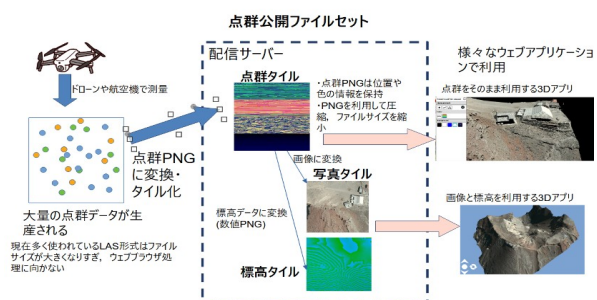 点群公開ファイルセット
ドローンや航空機で測量
大量の点群データが生
産される
現在多く使われているLAS形式はファイル
サイズが大きくなりすぎ，ウェブブラウザ処
理に向かない
点群PNG
に変換・
タイル化
配信サーバー
点群タイル
・点群PNGは位置や
色の情報を保持
・PNGを利用して圧
縮，ファイルサイズを縮
小
画像に変換
写真タイル
標高データに変換
(数値PNG)
標高タイル
様々なウェブアプリケーショ
ンで利用
点群をそのまま利用する3Dアプリ
画像と標高を利用する3Dアプリ